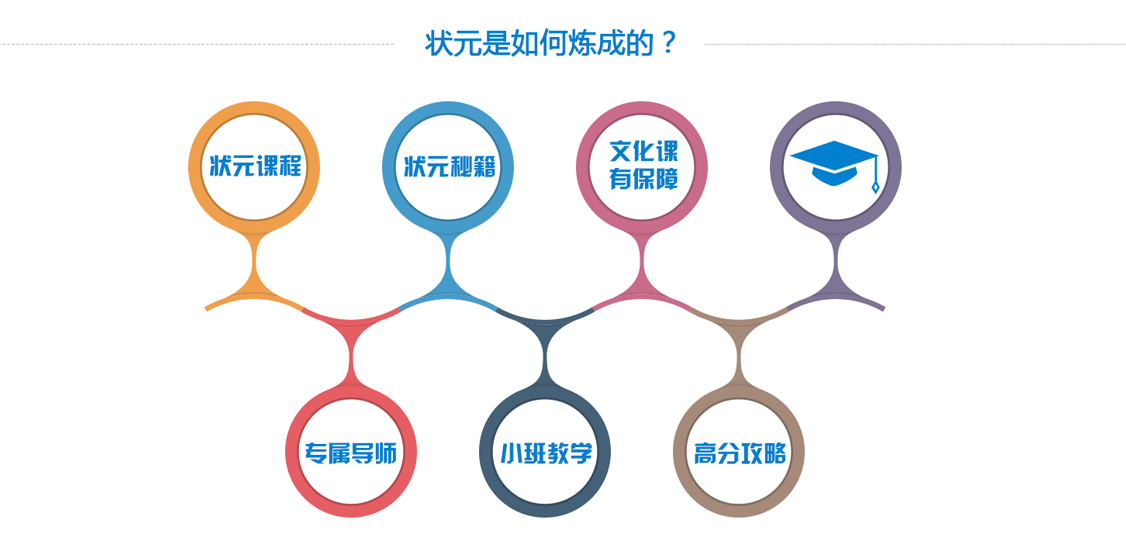 状元是如何炼成的？
状元课程
状元秘籍
文化课
有保障
专属导师
小班教学
高分攻略